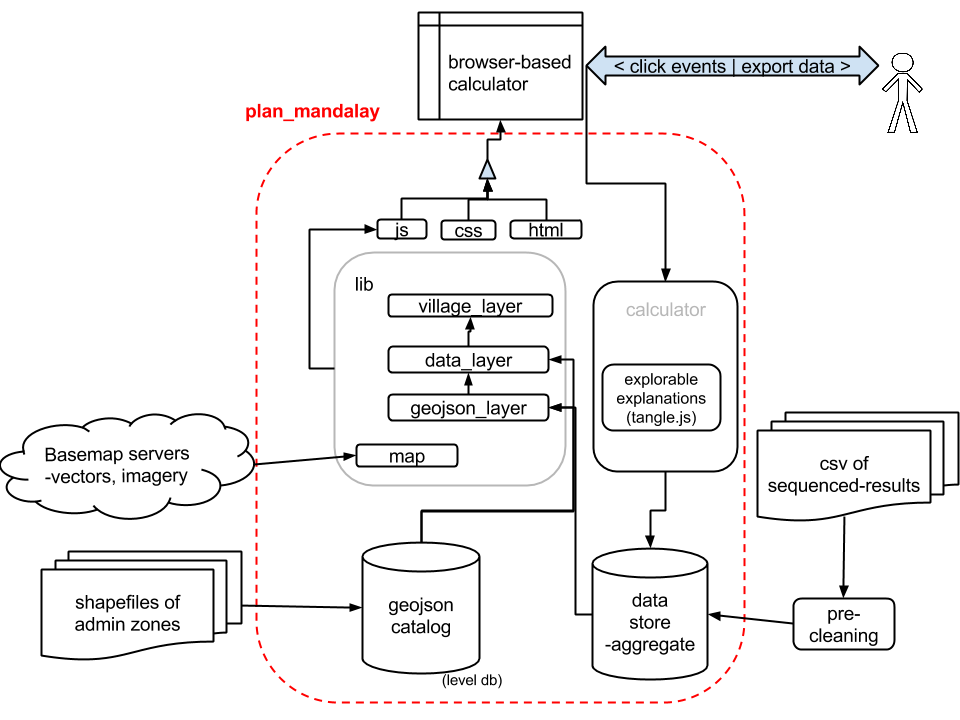 browser-based
calculator
< click events | export data >
plan_mandalay
js
css
html
lib
village_layer
data_layer
geojson_layer
map
calculator
explorable
explanations
(tangle.js)
Basemap servers
-vectors, imagery
csv of
sequenced-results
shapefiles of
admin zones
geojson
catalog
(level db)
data
store
-aggregate
pre-
cleaning